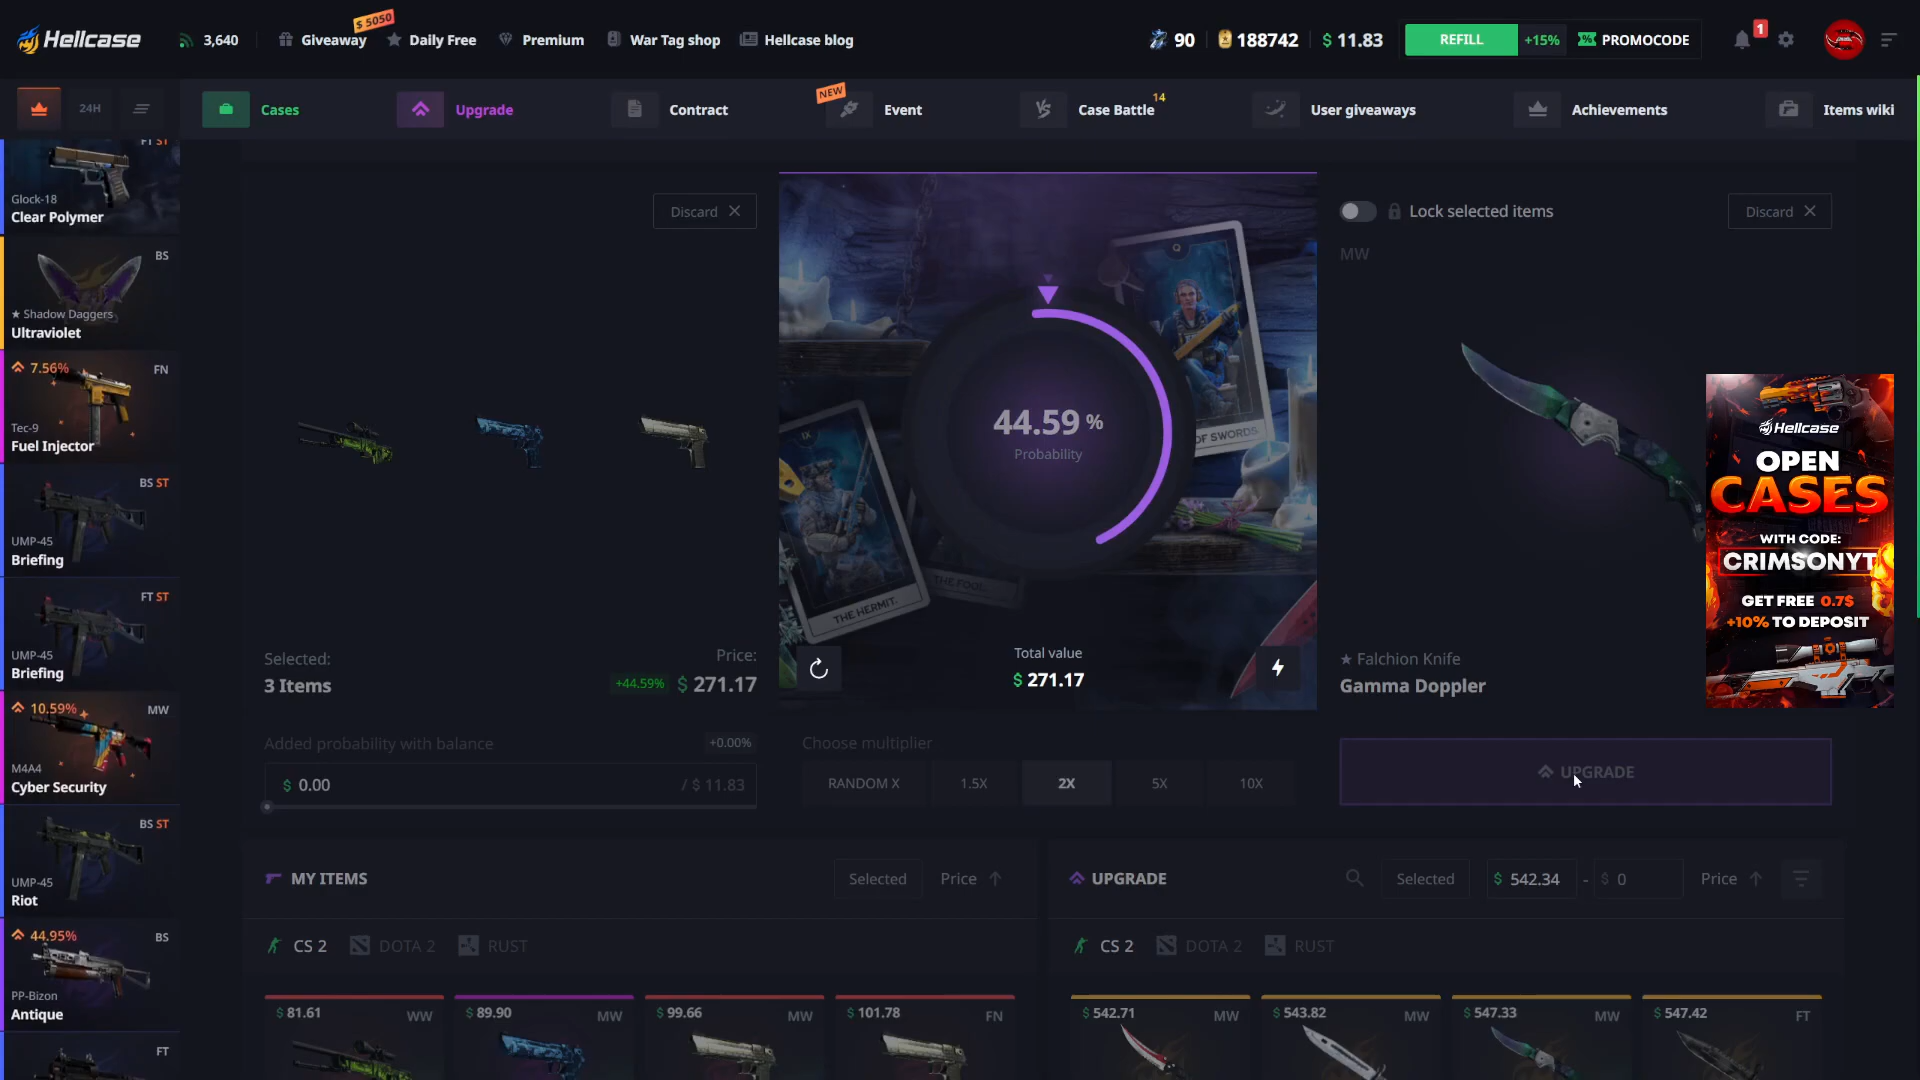 Hellcase
3,640
Giveaway
$ 5050
Daily Free
Premium
War Tag shop
Hellcase blog
90
188742
$ 11.83
REFILL
+15%
PROMOCODE
1
24H
Cases
Upgrade
Contract
NEW
Event
Case Battle
14
User giveaways
Achievements
Items wiki
FT ST
Glock-18
Clear Polymer
BS
★ Shadow Daggers
Ultraviolet
7.56%
FN
Tec-9
Fuel Injector
BS ST
UMP-45
Briefing
FT ST
UMP-45
Briefing
10.59%
MW
M4A4
Cyber Security
BS ST
UMP-45
Riot
44.95%
BS
PP-Bizon
Antique
FT
Discard
Selected:
3 Items
Price:
+44.59%
$ 271.17
Added probability with balance
+0.00%
$ 0.00
/ $ 11.83
44.59 %
Probability
OF SWORDS.
IX
THE HERMIT.
THE FOOL.
Total value
$ 271.17
Choose multiplier
RANDOM X
1.5X
2X
5X
10X
Lock selected items
Discard
MW
★ Falchion Knife
Gamma Doppler
UPGRADE
Hellcase
OPEN
CASES
WITH CODE:
CRIMSONYT
GET FREE 0.7$
+10% TO DEPOSIT
MY ITEMS
Selected
Price
CS 2
DOTA 2
RUST
$ 81.61
WW
$ 89.90
MW
$ 99.66
MW
$ 101.78
FN
UPGRADE
Selected
$ 542.34
-
$ 0
Price
CS 2
DOTA 2
RUST
$ 542.71
MW
$ 543.82
MW
$ 547.33
MW
$ 547.42
FT